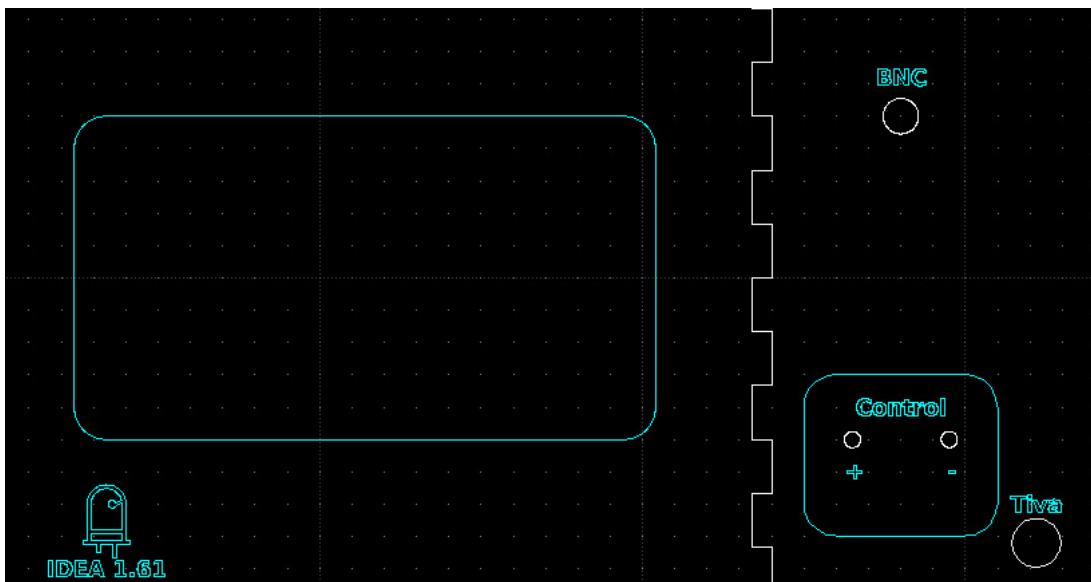 BNC
Control
+ -
Tiva
IDEA 1.61